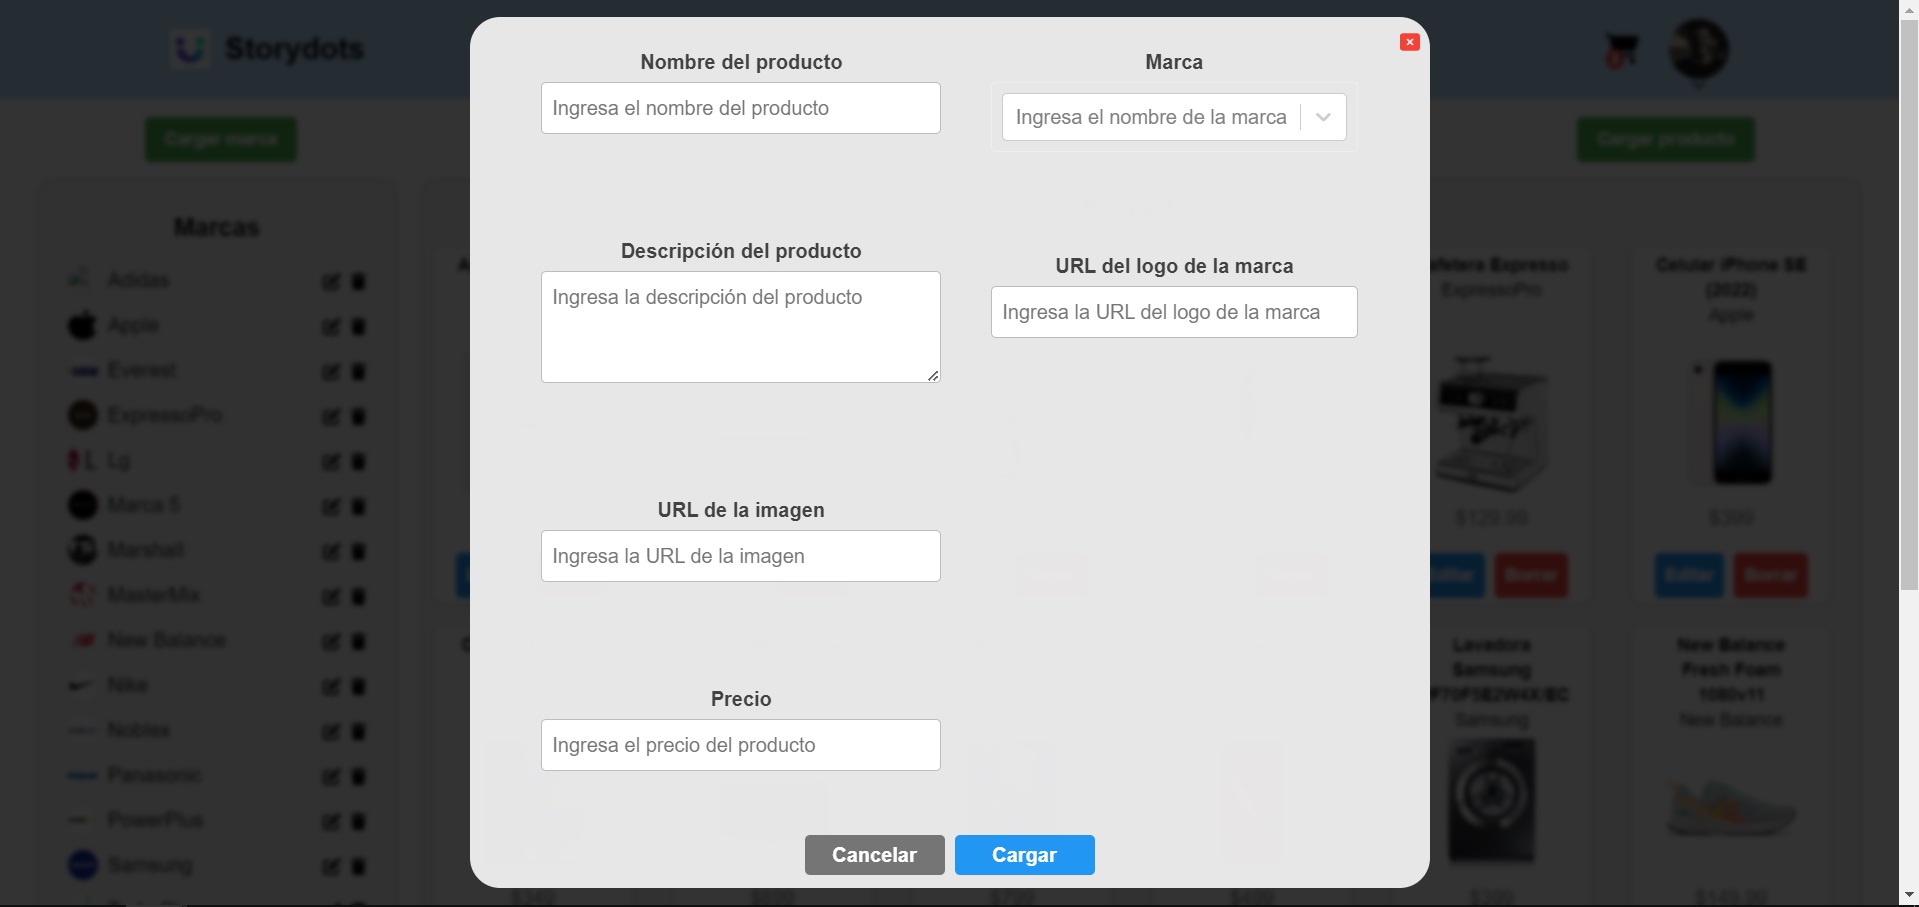 Storydots
Cargar marca
Cargar producto
Marcas
Adidas
Apple
Everest
ExpressoPro
Lg
Marca 5
Marshall
MasterMix
New Balance
Nike
Noblex
Panasonic
PowerPlus
Samsung
Nombre del producto
Ingresa el nombre del producto
Marca
Ingresa el nombre de la marca
Descripción del producto
Ingresa la descripción del producto
URL del logo de la marca
Ingresa la URL del logo de la marca
URL de la imagen
Ingresa la URL de la imagen
Precio
Ingresa el precio del producto
Cancelar
Cargar
Expresso
ExpressoPro
$129.99
Editar
Borrar
Celular iPhone SE
(2022)
Apple
$399
Editar
Borrar
Lavadora
Samsung
F70F5E2W4X/EC
Samsung
$399
New Balance
Fresh Foam
1080v11
New Balance
$149.99